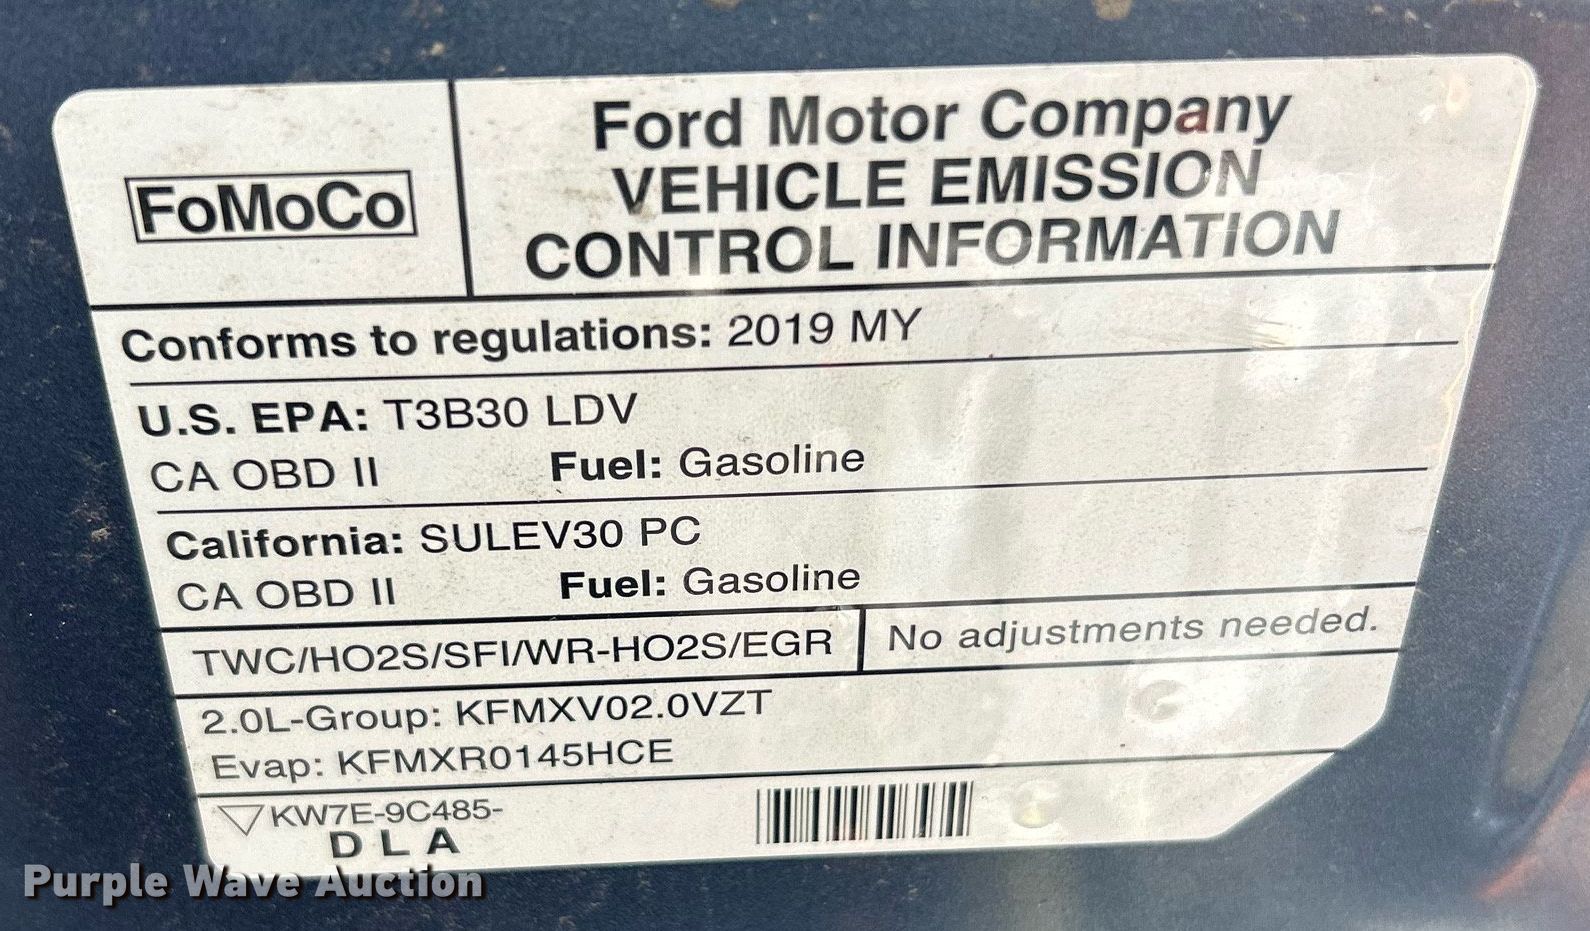 FoMoCo
Ford Motor Company
VEHICLE EMISSION
CONTROL INFORMATION
Conforms to regulations: 2019 MY
U.S. EPA: T3B30 LDV
CA OBD II Fuel: Gasoline
California: SULEV30 PC
CA OBD II Fuel: Gasoline
TWC/HO2S/SFI/WR-HO2S/EGR No adjustments needed.
2.0L-Group: KFMXV02.0VZT
Evap: KFMXR0145HCE
KW7E-9C485-
D L A
Purple Wave Auction